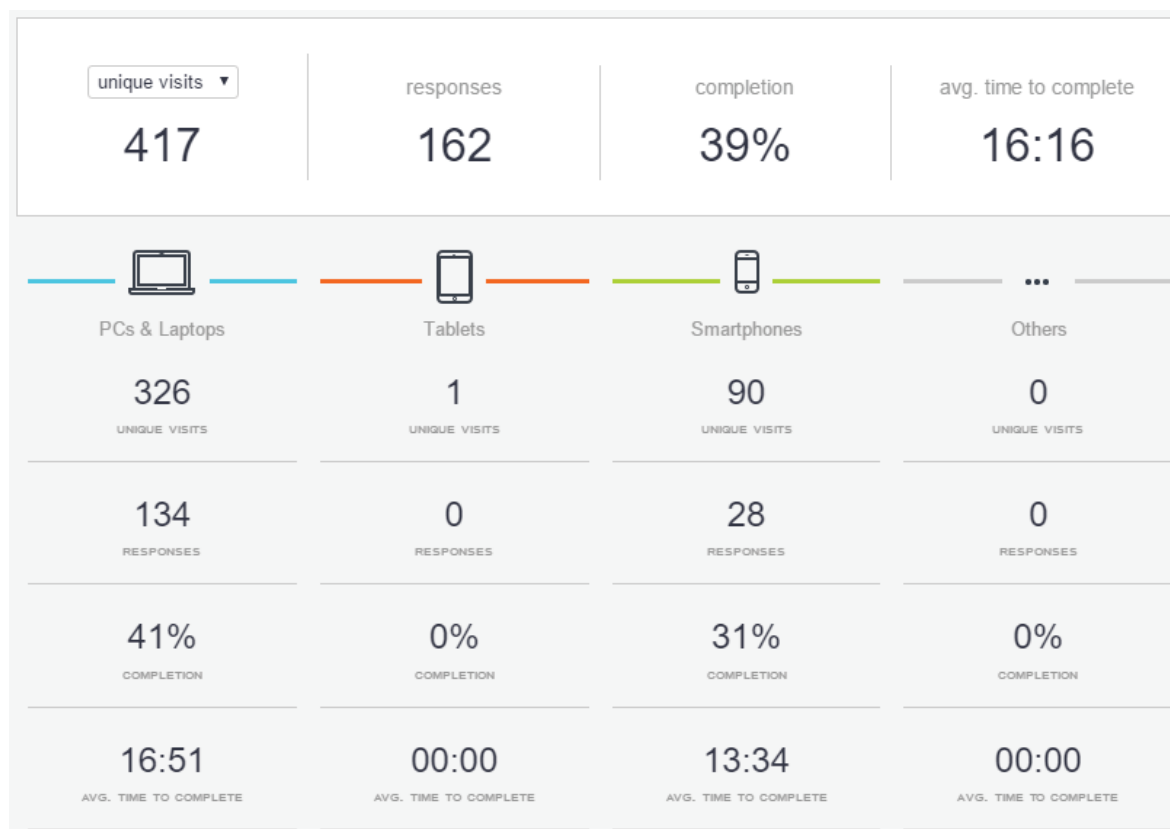 unique visits ▼ responses completion avg. time to complete
417 162 39% 16:16
PCs & Laptops Tablets Smartphones Others
326 1 90 0
UNIQUE VISITS UNIQUE VISITS UNIQUE VISITS UNIQUE VISITS
134 0 28 0
RESPONSES RESPONSES RESPONSES RESPONSES
41% 0% 31% 0%
COMPLETION COMPLETION COMPLETION COMPLETION
16:51 00:00 13:34 00:00
AVG. TIME TO COMPLETE AVG. TIME TO COMPLETE AVG. TIME TO COMPLETE AVG. TIME TO COMPLETE